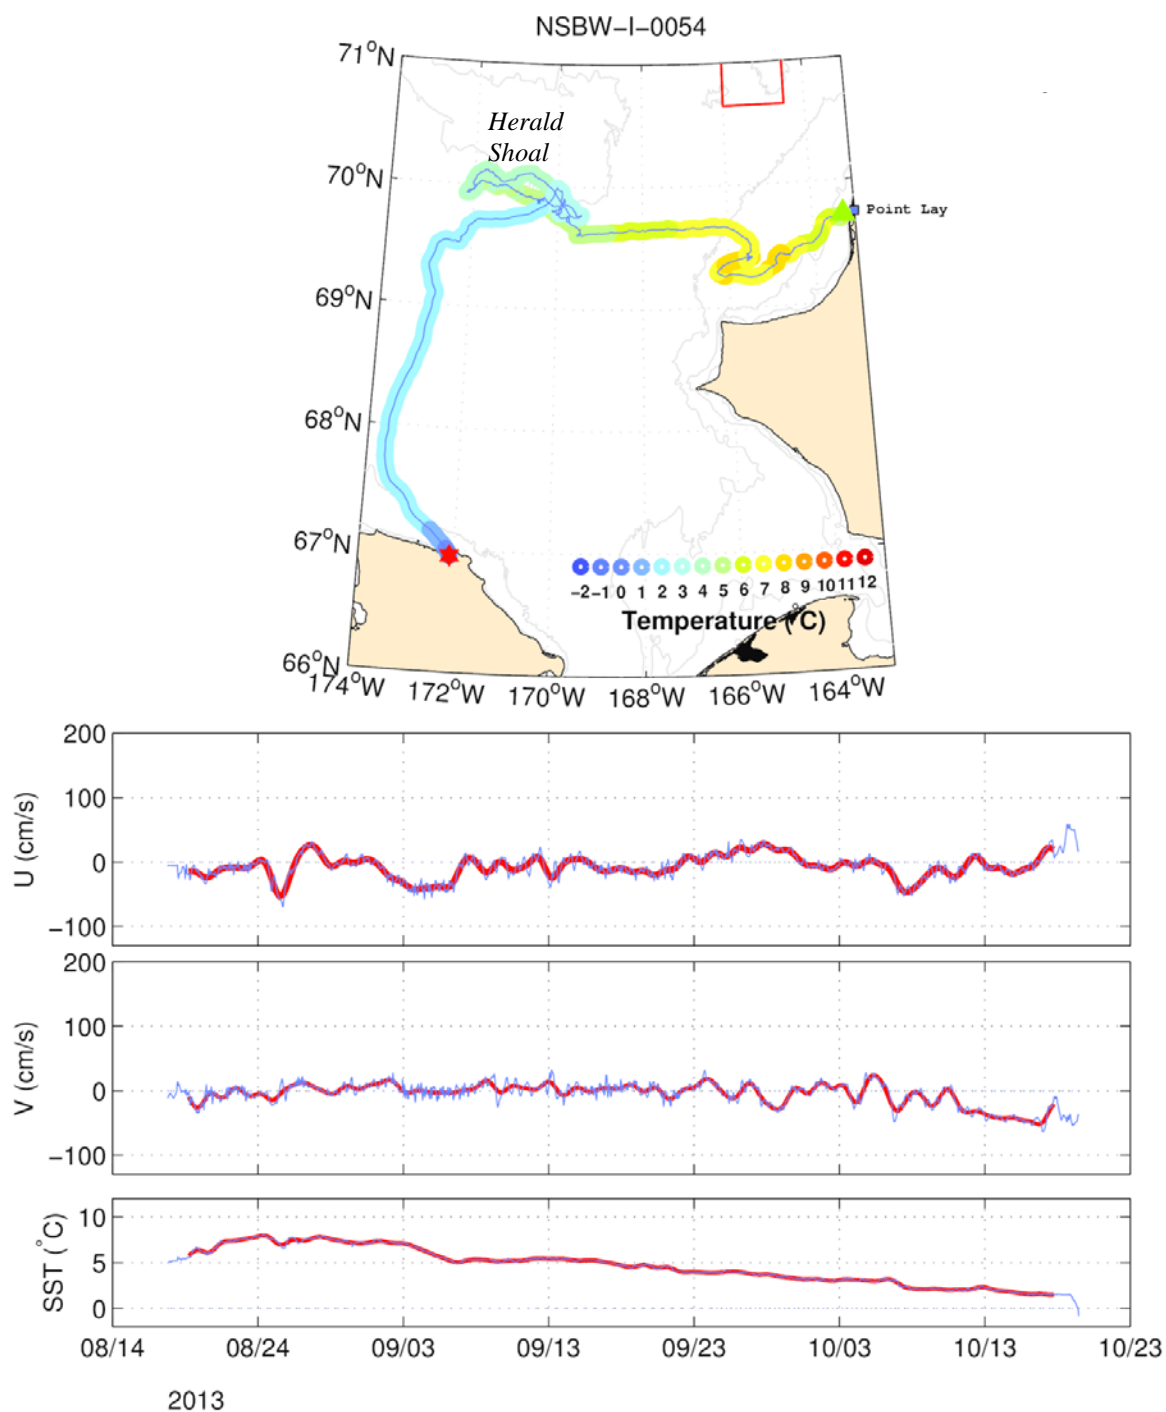 NSBW−I−0054
71°N
Herald
Shoal
70°N
Point Lay
69°N
68°N
67°N
−2 −1 0 1 2 3 4 5 6 7 8 9 10 11 12
Temperature (°C)
66°N
174°W 172°W 170°W 168°W 166°W 164°W
200
100
0
−100
U (cm/s)
200
100
0
−100
V (cm/s)
10
5
0
SST (°C)
08/14 08/24 09/03 09/13 09/23 10/03 10/13 10/23
2013